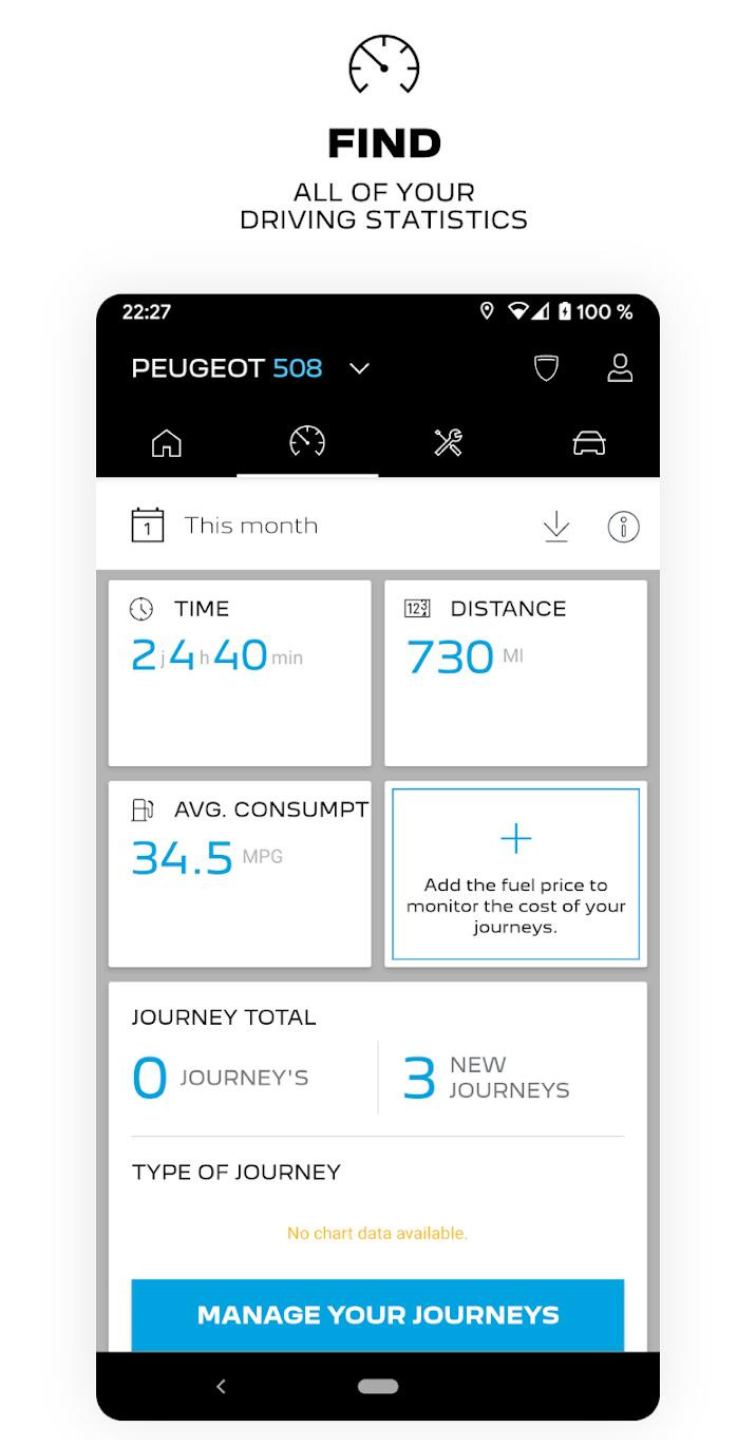 FIND
ALL OF YOUR
DRIVING STATISTICS
22:27
100 %
PEUGEOT 508
1
This month
TIME
2 j 4 h 40 min
123
DISTANCE
730 MI
AVG. CONSUMPT
34.5 MPG
Add the fuel price to
monitor the cost of your
journeys.
JOURNEY TOTAL
0 JOURNEY'S
3 NEW
JOURNEYS
TYPE OF JOURNEY
No chart data available.
MANAGE YOUR JOURNEYS